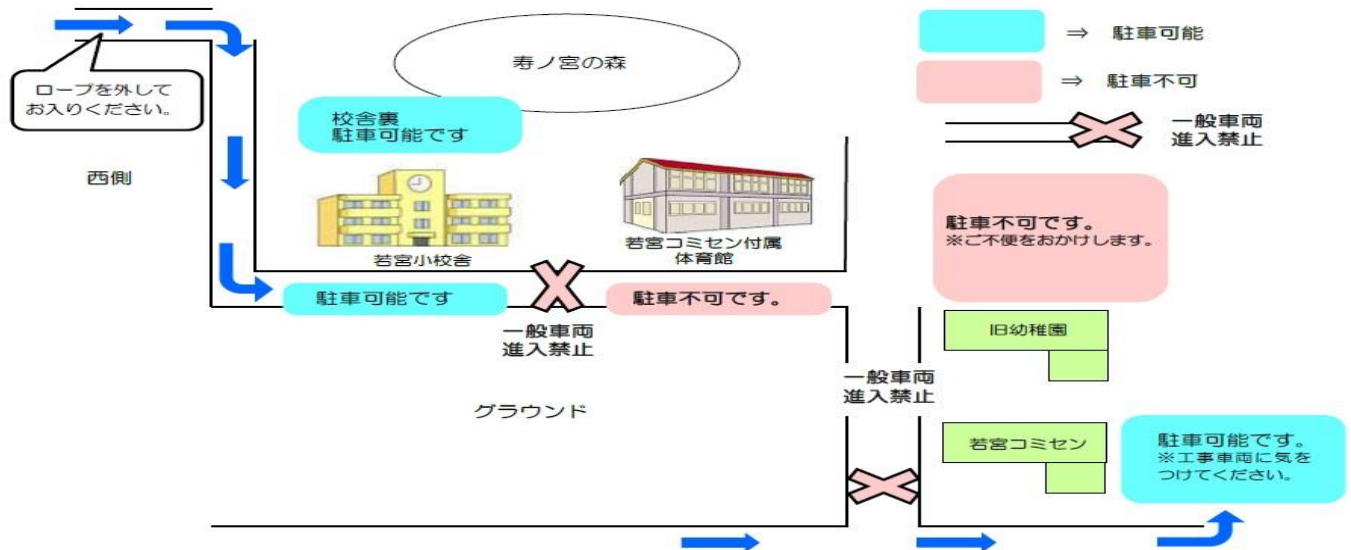 ロープを外して
お入りください。
寿ノ宮の森
⇒ 駐車可能
⇒ 駐車不可
一般車両
進入禁止
校舎裏
駐車可能です
西側
若宮小校舎
若宮コミセン付属
体育館
駐車不可です。
※ご不便をおかけします。
駐車可能です
駐車不可です。
一般車両
進入禁止
旧幼稚園
一般車両
進入禁止
グラウンド
若宮コミセン
駐車可能です。
※工事車両に気を
つけてください。